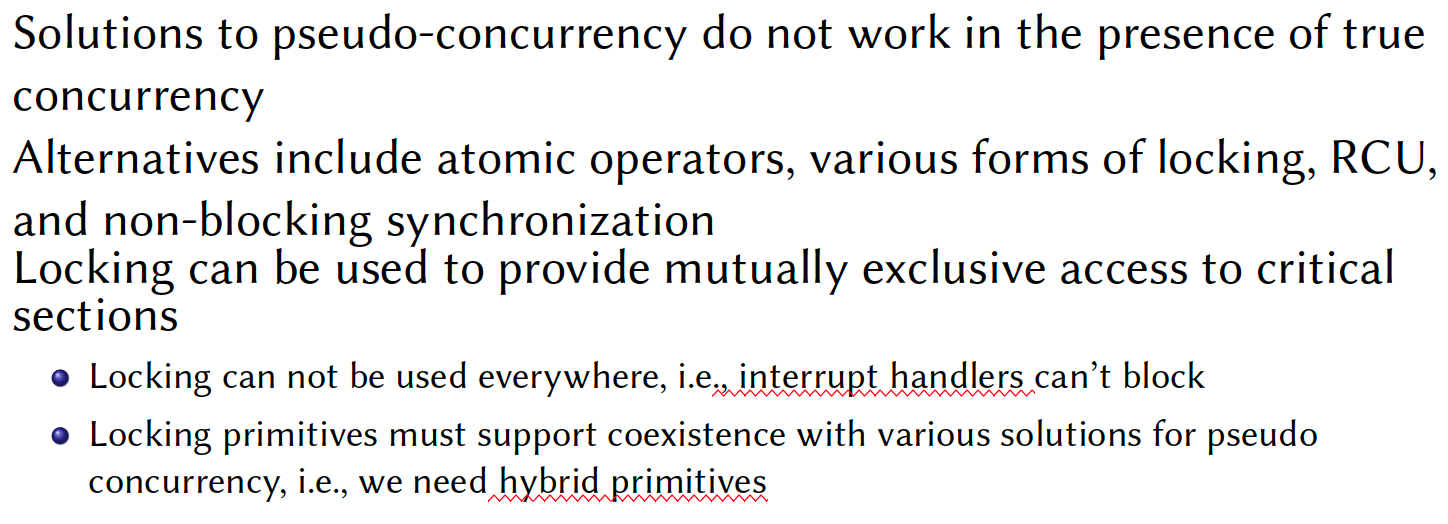 Solutions to pseudo-concurrency do not work in the presence of true
concurrency
Alternatives include atomic operators, various forms of locking, RCU,
and non-blocking synchronization
Locking can be used to provide mutually exclusive access to critical
sections
Locking can not be used everywhere, i.e., interrupt handlers can’t block
Locking primitives must support coexistence with various solutions for pseudo
concurrency, i.e., we need hybrid primitives